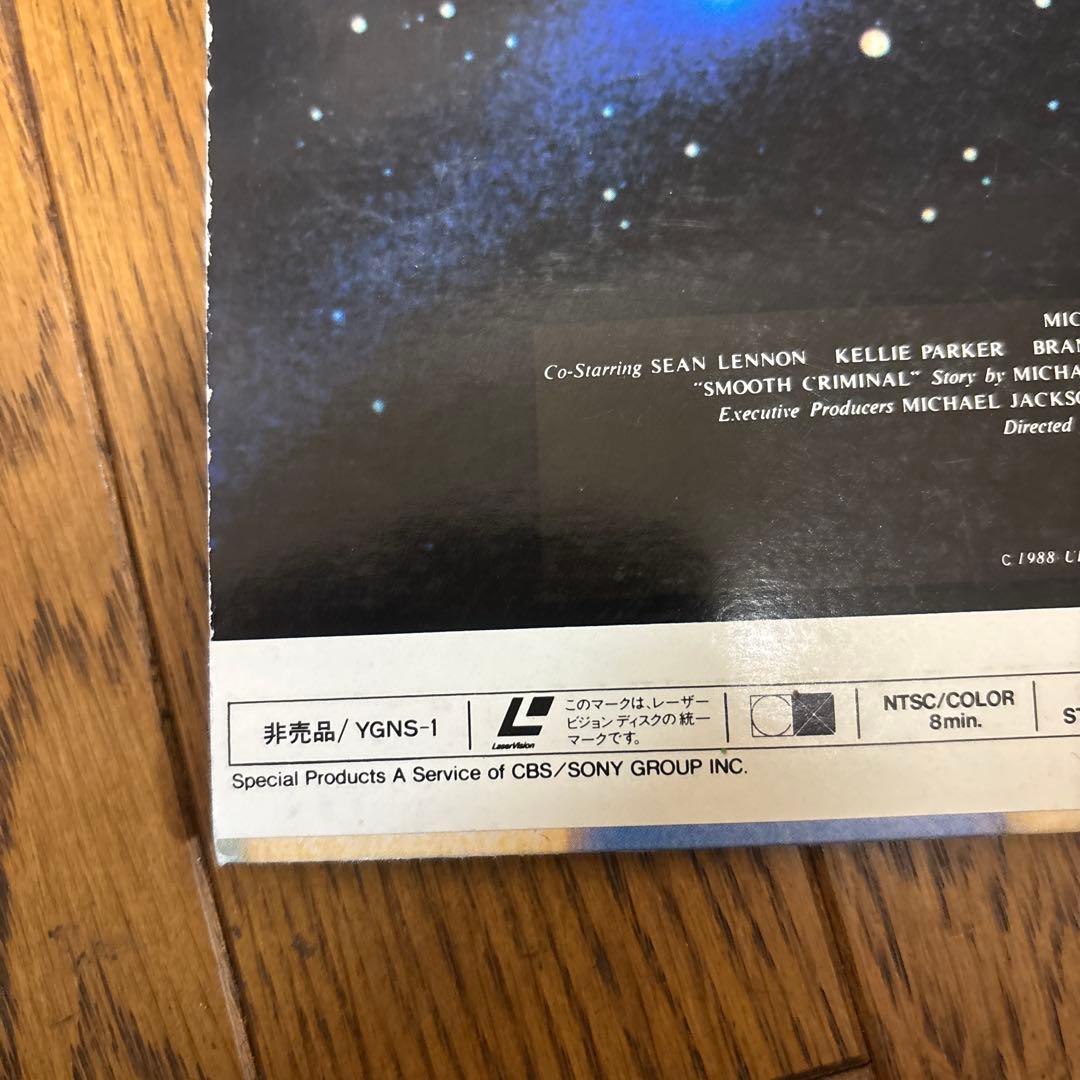 MIC
Co-Starring SEAN LENNON KELLIE PARKER BRAN
"SMOOTH CRIMINAL" Story by MICHA
Executive Producers MICHAEL JACKSO
Directed
C 1988
非売品/YGNS-1
LaserVision
このマークは、レーザー
ビジョン ディスクの統一
マークです。
NTSC/COLOR
8min.
ST
Special Products A Service of CBS/SONY GROUP INC.